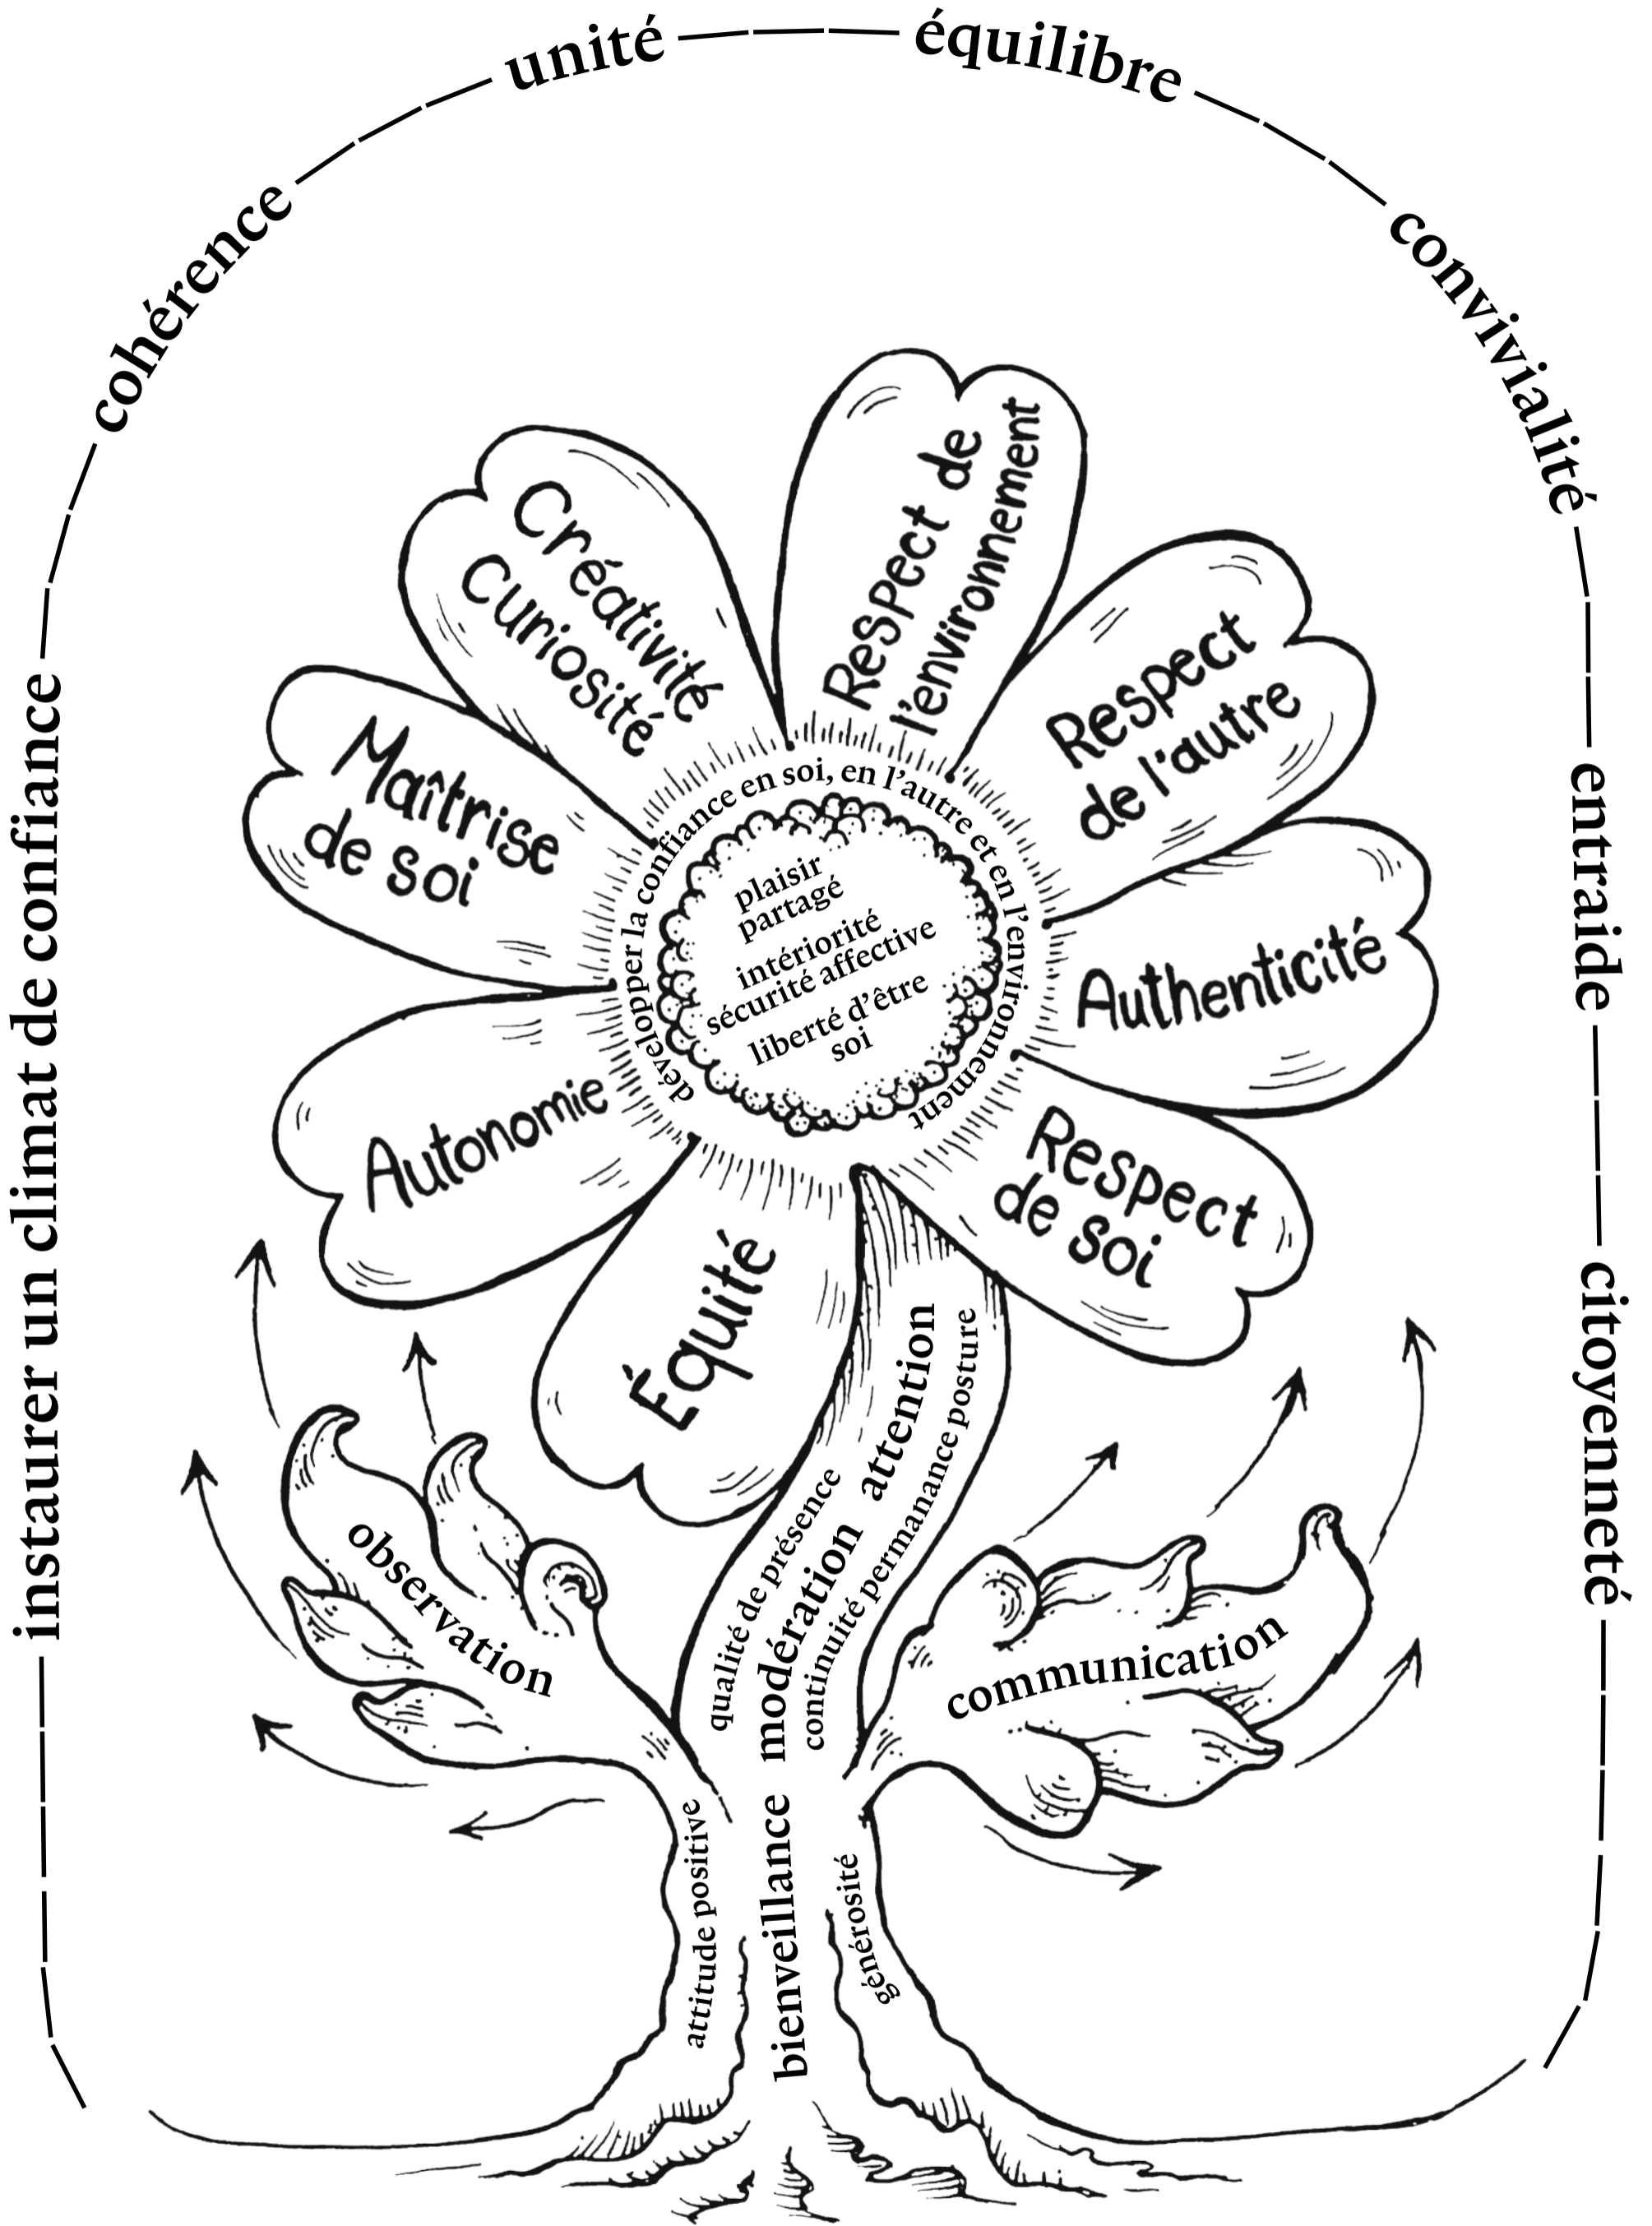 instaurer un climat de confiance
cohérence
unité
équilibre
convivialité
entraide
citoyenneté
Équité
Autonomie
Maîtrise
de soi
Créativité
Curiosité
Respect de
l'environnement
Respect
de l'autre
Authenticité
Respect
de soi
développer la confiance en soi, en l'autre et en l'environnement
plaisir
partagé
intériorité
sécurité affective
liberté d'être
soi
observation
communication
qualité de présence
modération attention
continuité permanance posture
attitude positive
bienveillance
générosité